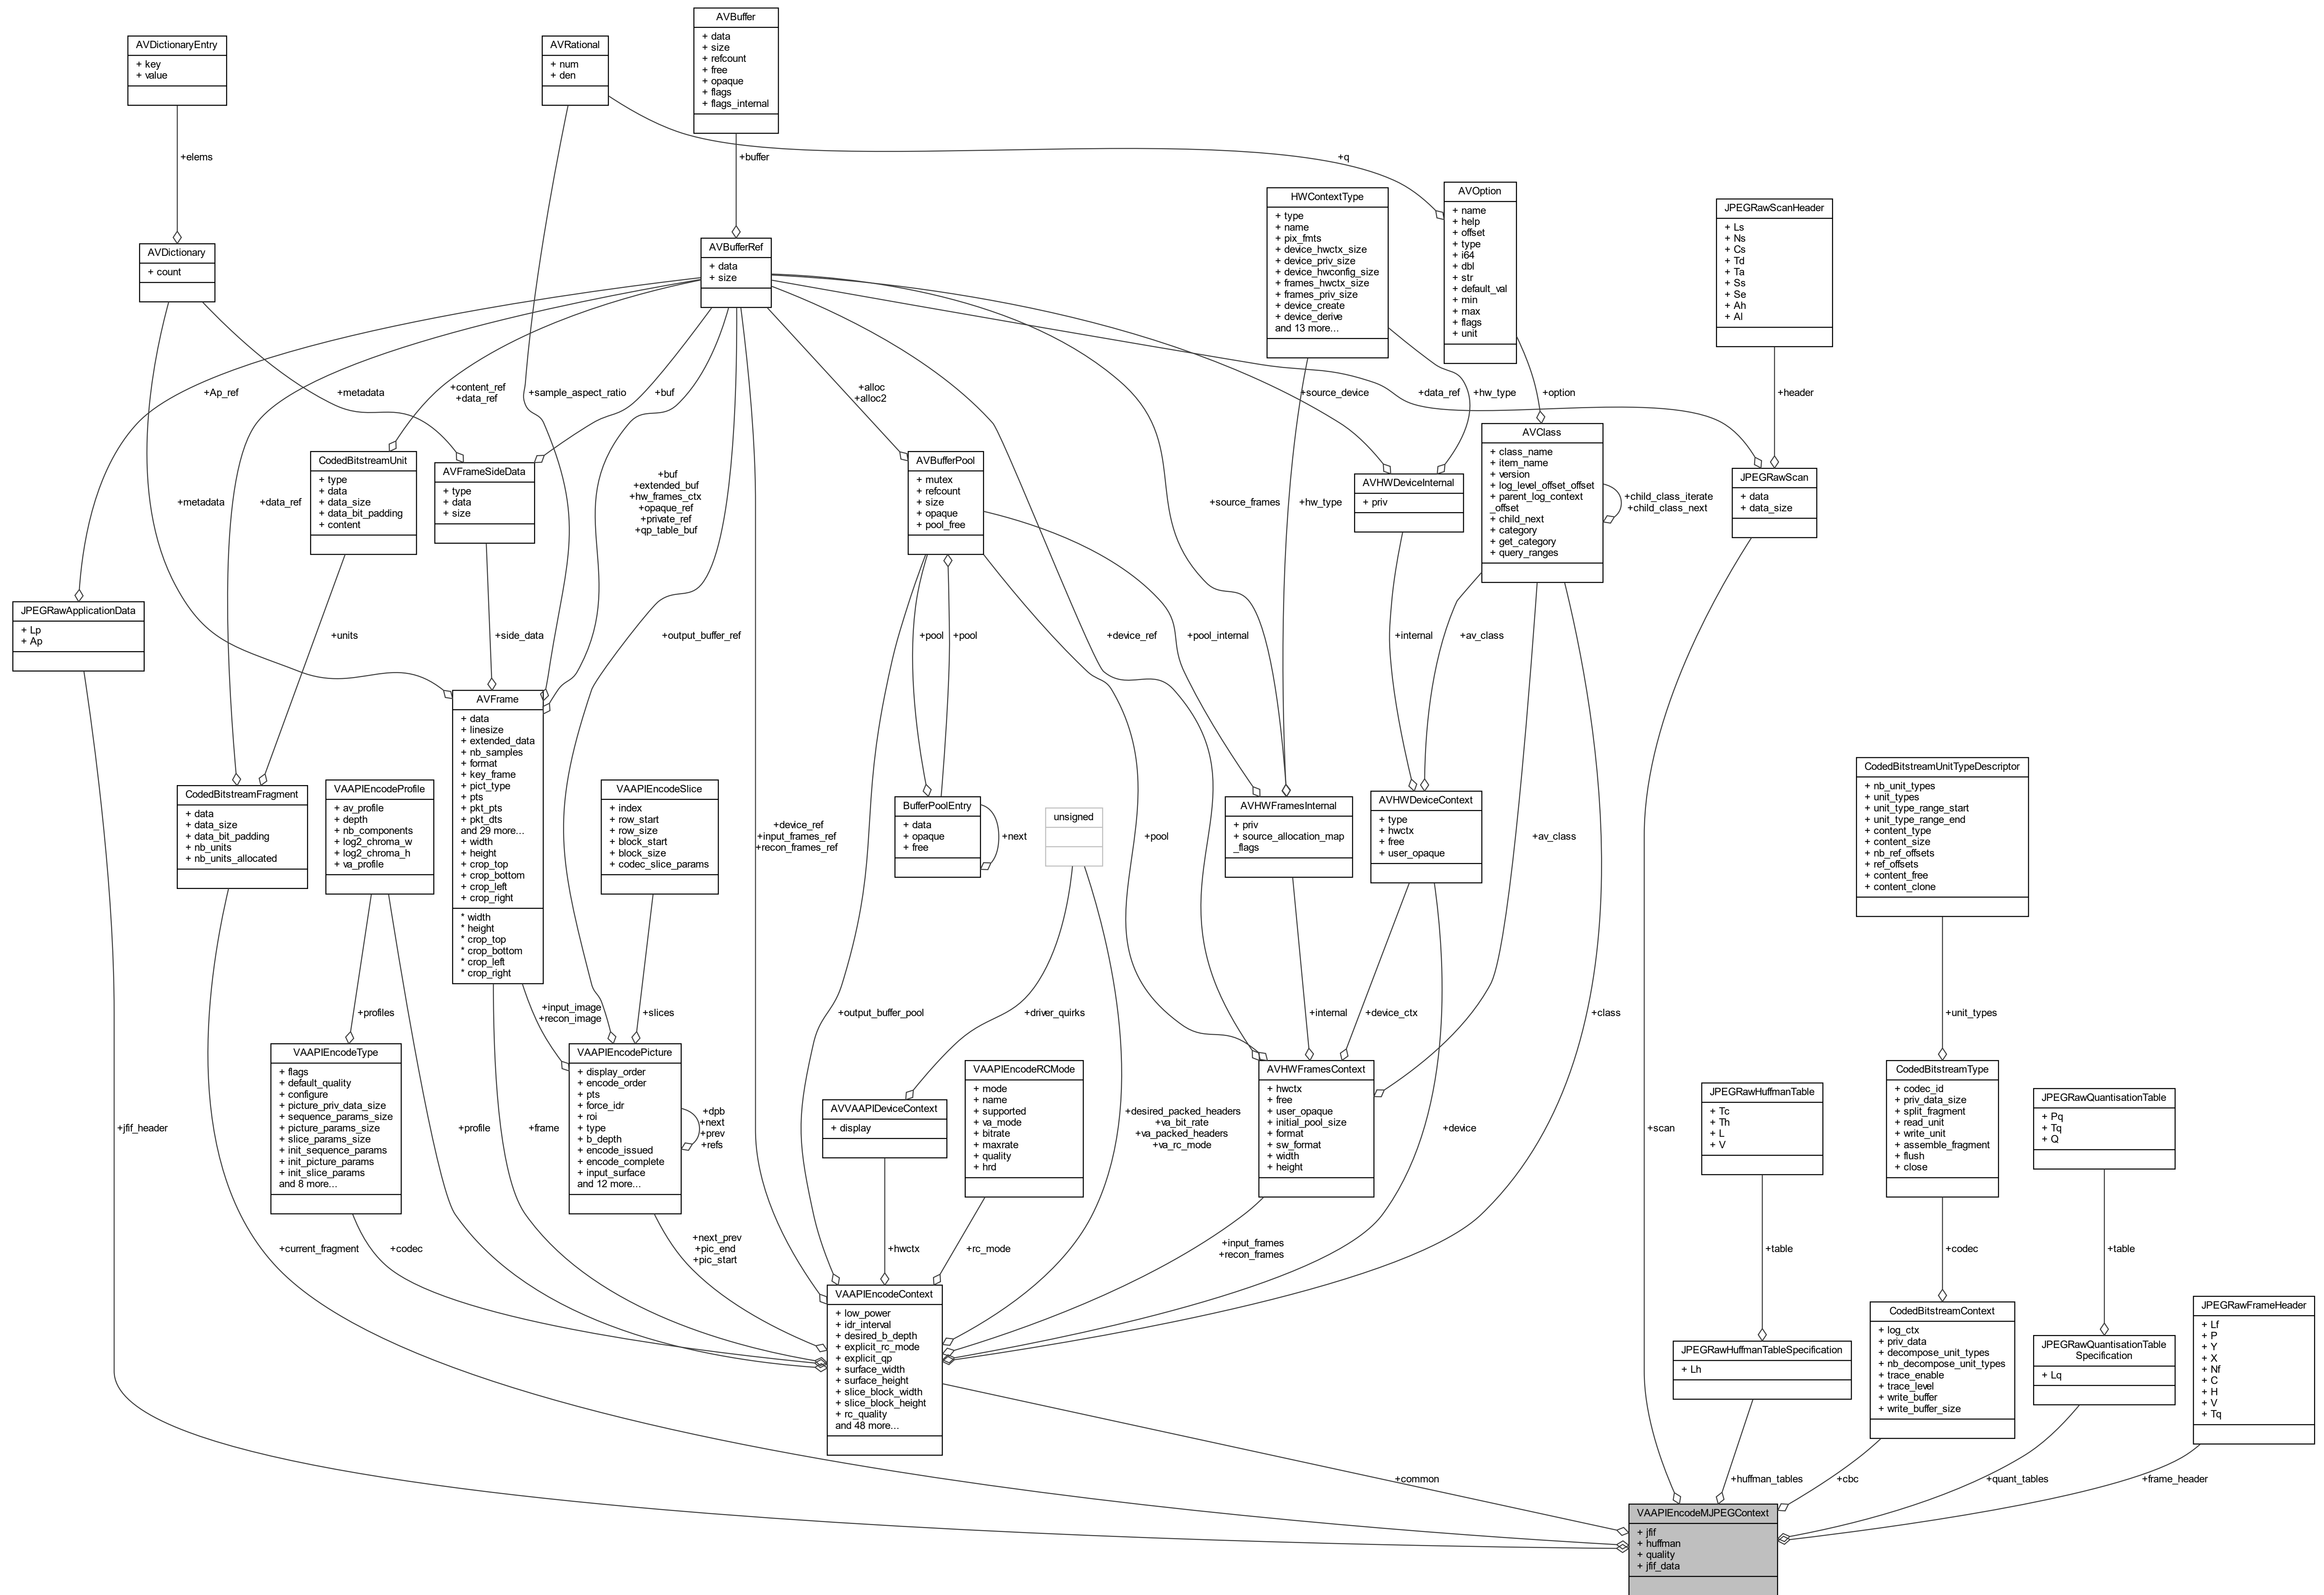 AVBuffer
+ data
+ size
+ refcount
+ free
+ opaque
+ flags
+ flags_internal
AVDictionaryEntry
+ key
+ value
AVRational
+ num
+ den
+elems
+buffer
+q
HWContextType
+ type
+ name
+ pix_fmts
+ device_hwctx_size
+ device_priv_size
+ device_hwconfig_size
+ frames_hwctx_size
+ frames_priv_size
+ device_create
+ device_derive
and 13 more...
AVOption
+ name
+ help
+ offset
+ type
+ i64
+ dbl
+ str
+ default_val
+ min
+ max
+ flags
+ unit
JPEGRawScanHeader
+ Ls
+ Ns
+ Cs
+ Td
+ Ta
+ Ss
+ Se
+ Ah
+ Al
AVDictionary
+ count
AVBufferRef
+ data
+ size
+Ap_ref
+metadata
+content_ref
+data_ref
+sample_aspect_ratio
+buf
+alloc
+alloc2
+source_device
+data_ref
+hw_type
+option
+header
CodedBitstreamUnit
+ type
+ data
+ data_size
+ data_bit_padding
+ content
AVFrameSideData
+ type
+ data
+ size
AVBufferPool
+ mutex
+ refcount
+ size
+ opaque
+ pool_free
AVHWDeviceInternal
+ priv
AVClass
+ class_name
+ item_name
+ version
+ log_level_offset_offset
+ parent_log_context
_offset
+ child_next
+ category
+ get_category
+ query_ranges
+child_class_iterate
+child_class_next
JPEGRawScan
+ data
+ data_size
+metadata
+data_ref
+buf
+extended_buf
+hw_frames_ctx
+opaque_ref
+private_ref
+qp_table_buf
+source_frames
+hw_type
JPEGRawApplicationData
+ Lp
+ Ap
+units
+side_data
+output_buffer_ref
+pool
+pool
+device_ref
+pool_internal
+internal
+av_class
AVFrame
+ data
+ linesize
+ extended_data
+ nb_samples
+ format
+ key_frame
+ pict_type
+ pts
+ pkt_pts
+ pkt_dts
and 29 more...
+ width
+ height
+ crop_top
+ crop_bottom
+ crop_left
+ crop_right
* width
* height
* crop_top
* crop_bottom
* crop_left
* crop_right
CodedBitstreamFragment
+ data
+ data_size
+ data_bit_padding
+ nb_units
+ nb_units_allocated
VAAPIEncodeProfile
+ av_profile
+ depth
+ nb_components
+ log2_chroma_w
+ log2_chroma_h
+ va_profile
VAAPIEncodeSlice
+ index
+ row_start
+ row_size
+ block_start
+ block_size
+ codec_slice_params
+device_ref
+input_frames_ref
+recon_frames_ref
BufferPoolEntry
+ data
+ opaque
+ free
+next
unsigned
+pool
AVHWFramesInternal
+ priv
+ source_allocation_map
_flags
AVHWDeviceContext
+ type
+ hwctx
+ free
+ user_opaque
+av_class
CodedBitstreamUnitTypeDescriptor
+ nb_unit_types
+ unit_types
+ unit_type_range_start
+ unit_type_range_end
+ content_type
+ content_size
+ nb_ref_offsets
+ ref_offsets
+ content_free
+ content_clone
+profiles
+input_image
+recon_image
+slices
+output_buffer_pool
+driver_quirks
+internal
+device_ctx
+class
+unit_types
VAAPIEncodeType
+ flags
+ default_quality
+ configure
+ picture_priv_data_size
+ sequence_params_size
+ picture_params_size
+ slice_params_size
+ init_sequence_params
+ init_picture_params
+ init_slice_params
and 8 more...
VAAPIEncodePicture
+ display_order
+ encode_order
+ pts
+ force_idr
+ roi
+ type
+ b_depth
+ encode_issued
+ encode_complete
+ input_surface
and 12 more...
+dpb
+next
+prev
+refs
AVVAAPIDeviceContext
+ display
VAAPIEncodeRCMode
+ mode
+ name
+ supported
+ va_mode
+ bitrate
+ maxrate
+ quality
+ hrd
+desired_packed_headers
+va_bit_rate
+va_packed_headers
+va_rc_mode
AVHWFramesContext
+ hwctx
+ free
+ user_opaque
+ initial_pool_size
+ format
+ sw_format
+ width
+ height
+device
+scan
JPEGRawHuffmanTable
+ Tc
+ Th
+ L
+ V
CodedBitstreamType
+ codec_id
+ priv_data_size
+ split_fragment
+ read_unit
+ write_unit
+ assemble_fragment
+ flush
+ close
JPEGRawQuantisationTable
+ Pq
+ Tq
+ Q
+jfif_header
+profile
+frame
+current_fragment
+codec
+next_prev
+pic_end
+pic_start
+hwctx
+rc_mode
+input_frames
+recon_frames
+table
+codec
+table
VAAPIEncodeContext
+ low_power
+ idr_interval
+ desired_b_depth
+ explicit_rc_mode
+ explicit_qp
+ surface_width
+ surface_height
+ slice_block_width
+ slice_block_height
+ rc_quality
and 48 more...
JPEGRawHuffmanTableSpecification
+ Lh
CodedBitstreamContext
+ log_ctx
+ priv_data
+ decompose_unit_types
+ nb_decompose_unit_types
+ trace_enable
+ trace_level
+ write_buffer
+ write_buffer_size
JPEGRawQuantisationTable
Specification
+ Lq
JPEGRawFrameHeader
+ Lf
+ P
+ Y
+ X
+ Nf
+ C
+ H
+ V
+ Tq
+common
+huffman_tables
+cbc
+quant_tables
+frame_header
VAAPIEncodeMJPEGContext
+ jfif
+ huffman
+ quality
+ jfif_data